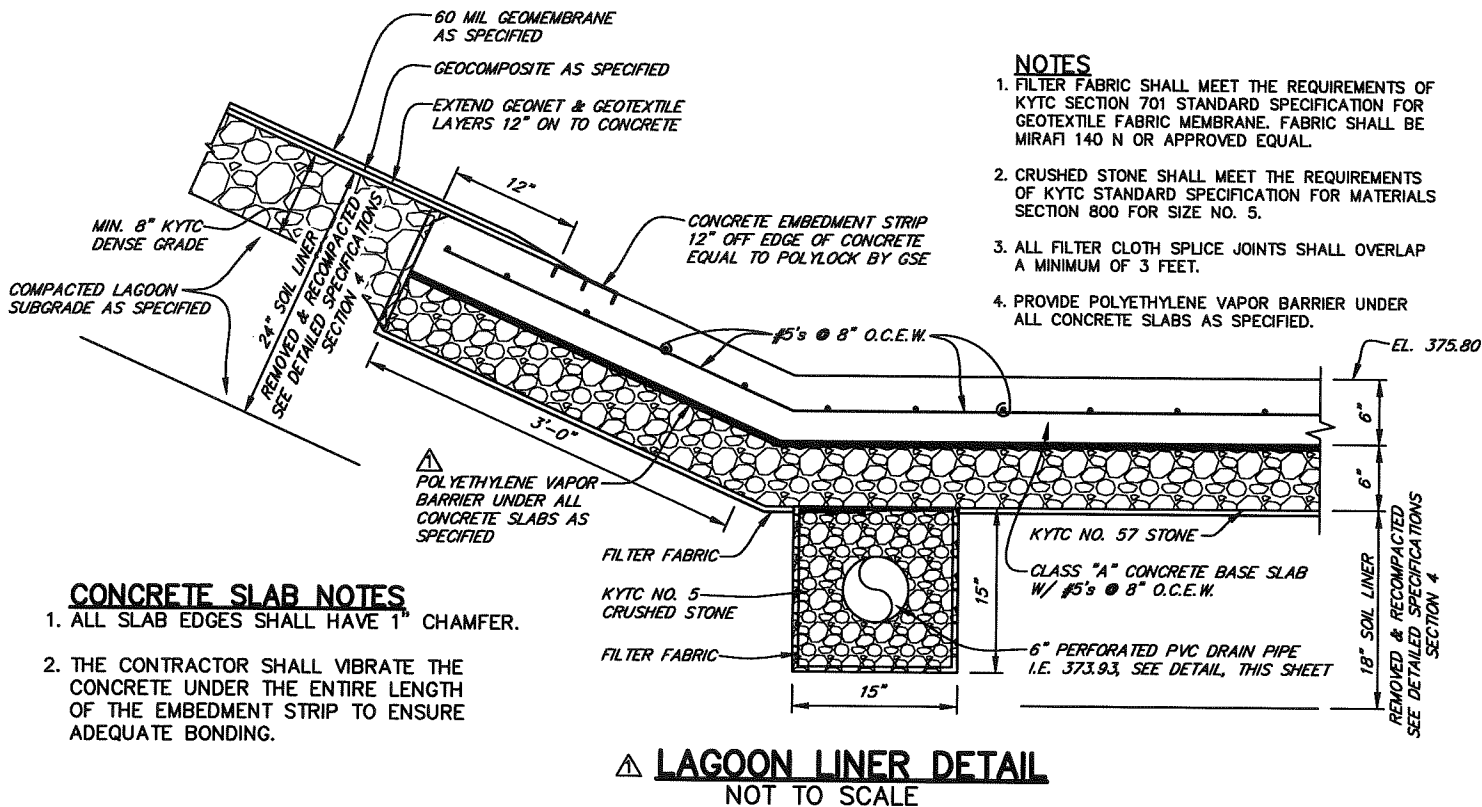 60 MIL GEOMEMBRANE
AS SPECIFIED
GEOCOMPOSITE AS SPECIFIED
EXTEND GEONET & GEOTEXTILE
LAYERS 12" ON TO CONCRETE
12"
MIN. 8" KYTC
DENSE GRADE
COMPACTED LAGOON
SUBGRADE AS SPECIFIED
24" SOIL LINER
REMOVED & RECOMPACTED
SEE DETAILED SPECIFICATIONS
SECTION 4
CONCRETE EMBEDMENT STRIP
12" OFF EDGE OF CONCRETE
EQUAL TO POLYLOCK BY GSE
#5's @ 8" O.C.E.W.
3'-0"
1
POLYETHYLENE VAPOR
BARRIER UNDER ALL
CONCRETE SLABS AS
SPECIFIED
FILTER FABRIC
KYTC NO. 5
CRUSHED STONE
FILTER FABRIC
15"
15"
NOTES
1. FILTER FABRIC SHALL MEET THE REQUIREMENTS OF
KYTC SECTION 701 STANDARD SPECIFICATION FOR
GEOTEXTILE FABRIC MEMBRANE. FABRIC SHALL BE
MIRAFI 140 N OR APPROVED EQUAL.
2. CRUSHED STONE SHALL MEET THE REQUIREMENTS
OF KYTC STANDARD SPECIFICATION FOR MATERIALS
SECTION 800 FOR SIZE NO. 5.
3. ALL FILTER CLOTH SPLICE JOINTS SHALL OVERLAP
A MINIMUM OF 3 FEET.
4. PROVIDE POLYETHYLENE VAPOR BARRIER UNDER
ALL CONCRETE SLABS AS SPECIFIED.
EL. 375.80
6"
6"
KYTC NO. 57 STONE
CLASS "A" CONCRETE BASE SLAB
W/ #5's @ 8" O.C.E.W.
6" PERFORATED PVC DRAIN PIPE
I.E. 373.93, SEE DETAIL, THIS SHEET
18" SOIL LINER
REMOVED & RECOMPACTED
SEE DETAILED SPECIFICATIONS
SECTION 4
CONCRETE SLAB NOTES
1. ALL SLAB EDGES SHALL HAVE 1" CHAMFER.
2. THE CONTRACTOR SHALL VIBRATE THE
CONCRETE UNDER THE ENTIRE LENGTH
OF THE EMBEDMENT STRIP TO ENSURE
ADEQUATE BONDING.
1 LAGOON LINER DETAIL
NOT TO SCALE